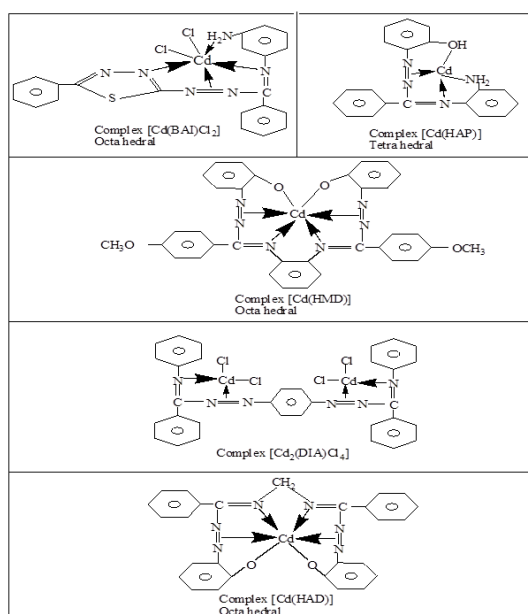 Cl
Cl
H₂N
Cd
N
N
N
S
N
N
C
Complex [Cd(BAI)Cl₂]
Octa hedral
OH
N
N
Cd
NH₂
C
N
Complex [Cd(HAP)]
Tetra hedral
O
O
N
N
Cd
N
N
CH₃O
C
N
N
C
OCH₃
Complex [Cd(HMD)]
Octa hedral
Cl
Cl
N
Cd
Cl
Cl
Cd
N
C
N
N
N
N
C
Complex [Cd₂(DIA)Cl₄]
CH₂
C
N
N
C
N
N
Cd
N
N
O
O
Complex [Cd(HAD)]
Octa hedral